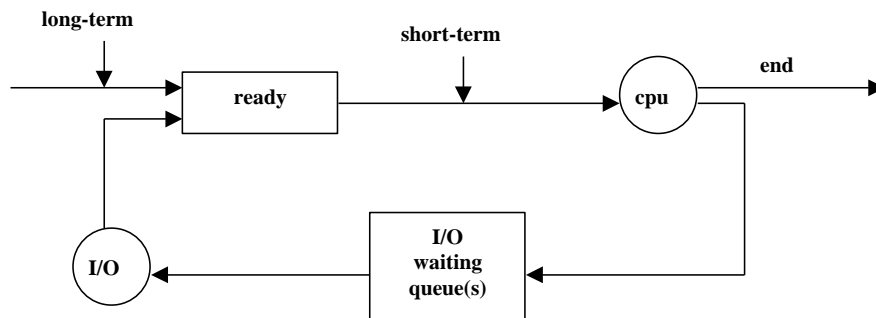 long-term
short-term
end
ready
cpu
I/O
I/O
waiting
queue(s)